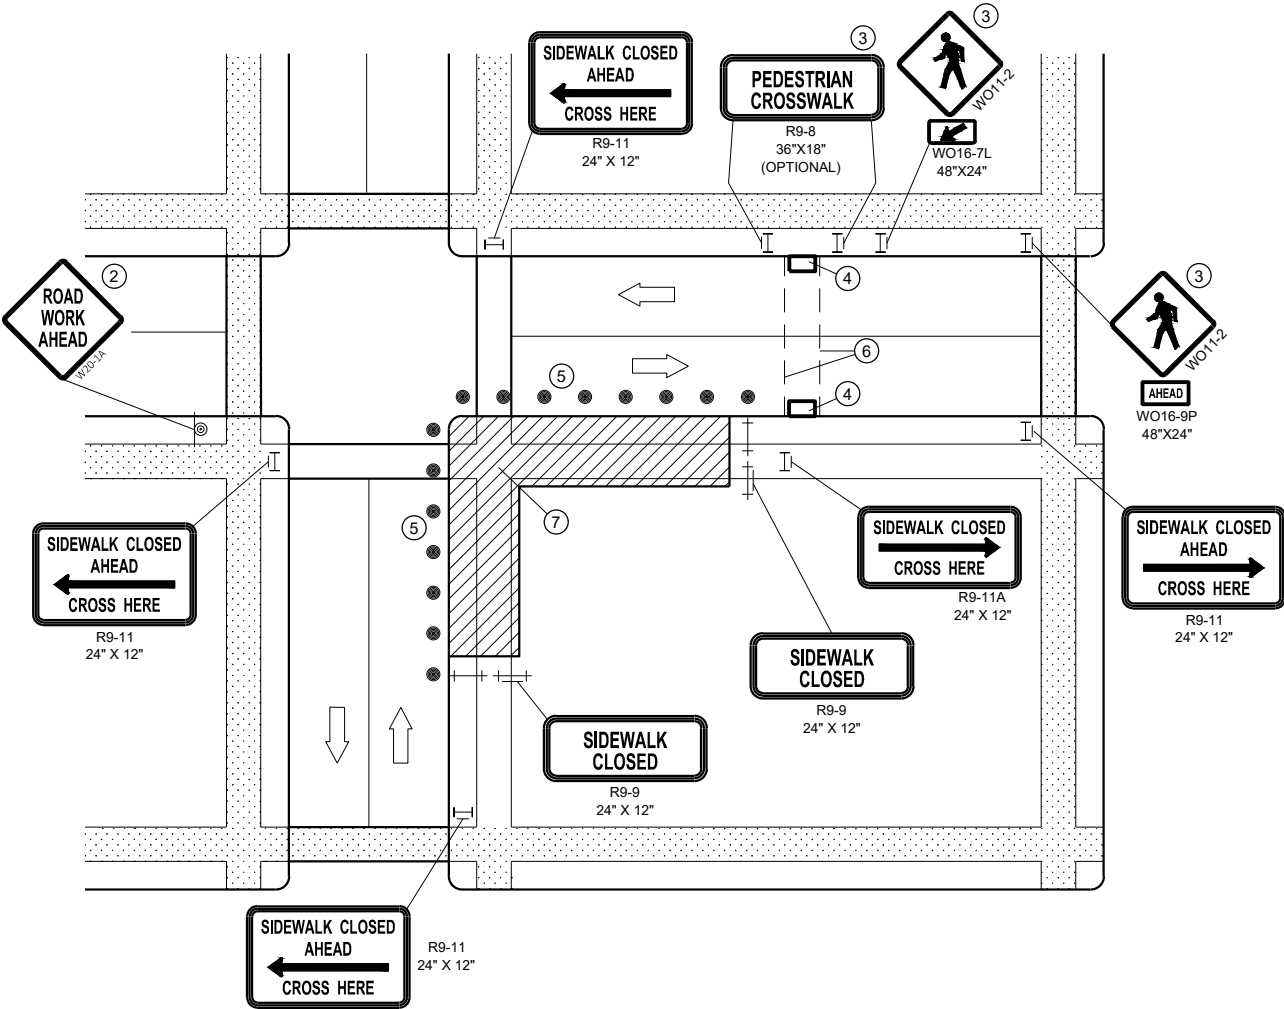 SIDEWALK CLOSED
AHEAD
CROSS HERE
R9-11
24" X 12"
3
PEDESTRIAN
CROSSWALK
R9-8
36"X18"
(OPTIONAL)
3
WO11-2
WO16-7L
48"X24"
2
ROAD
WORK
AHEAD
W20-1A
4
3
WO11-2
AHEAD
WO16-9P
48"X24"
6
5
4
SIDEWALK CLOSED
AHEAD
CROSS HERE
R9-11
24" X 12"
5
7
SIDEWALK CLOSED
CROSS HERE
R9-11A
24" X 12"
SIDEWALK CLOSED
AHEAD
CROSS HERE
R9-11
24" X 12"
SIDEWALK
CLOSED
R9-9
24" X 12"
SIDEWALK
CLOSED
R9-9
24" X 12"
SIDEWALK CLOSED
AHEAD
CROSS HERE
R9-11
24" X 12"